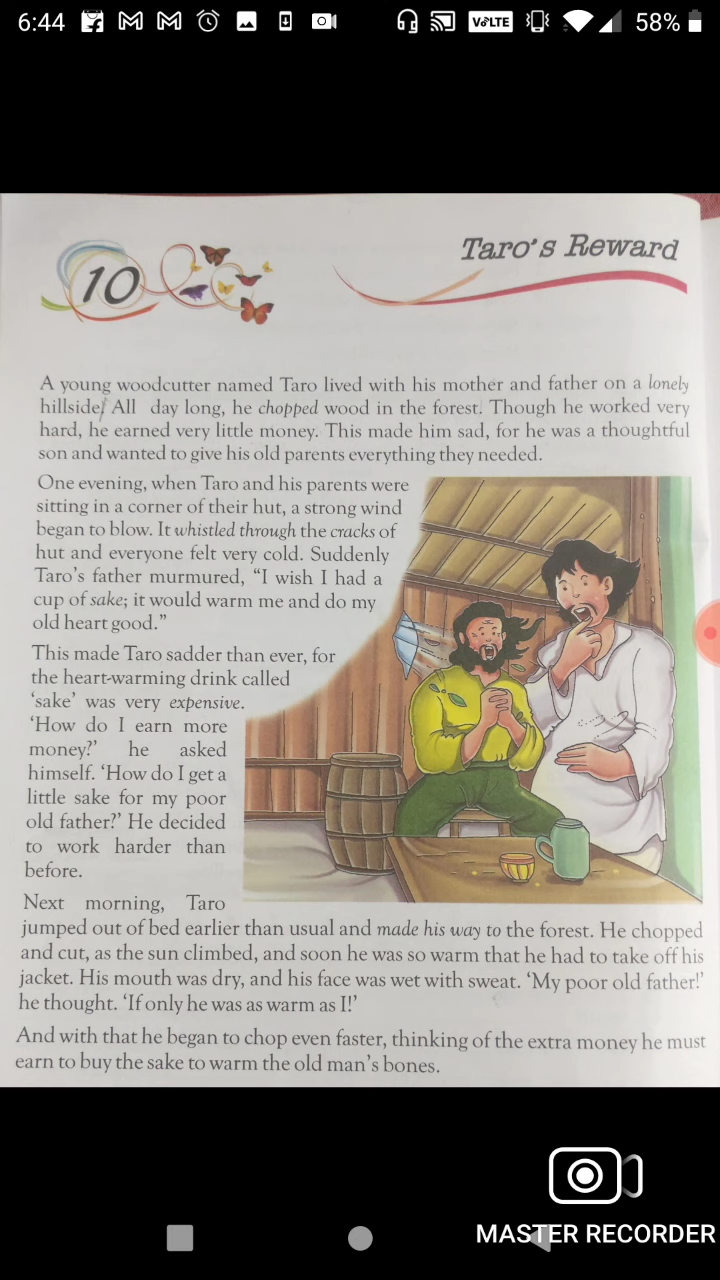 6:44
VoLTE
58%
10
Taro's Reward
A young woodcutter named Taro lived with his mother and father on a lonely
hillside. All day long, he chopped wood in the forest. Though he worked very
hard, he earned very little money. This made him sad, for he was a thoughtful
son and wanted to give his old parents everything they needed.
One evening, when Taro and his parents were
sitting in a corner of their hut, a strong wind
began to blow. It whistled through the cracks of
hut and everyone felt very cold. Suddenly
Taro's father murmured, “I wish I had a
cup of sake; it would warm me and do my
old heart good.”
This made Taro sadder than ever, for
the heart-warming drink called
‘sake’ was very expensive.
‘How do I earn more
money?’ he asked
himself. ‘How do I get a
little sake for my poor
old father?’ He decided
to work harder than
before.
Next morning, Taro
jumped out of bed earlier than usual and made his way to the forest. He chopped
and cut, as the sun climbed, and soon he was so warm that he had to take off his
jacket. His mouth was dry, and his face was wet with sweat. ‘My poor old father!’
he thought. ‘If only he was as warm as I!’
And with that he began to chop even faster, thinking of the extra money he must
earn to buy the sake to warm the old man's bones.
MASTER RECORDER